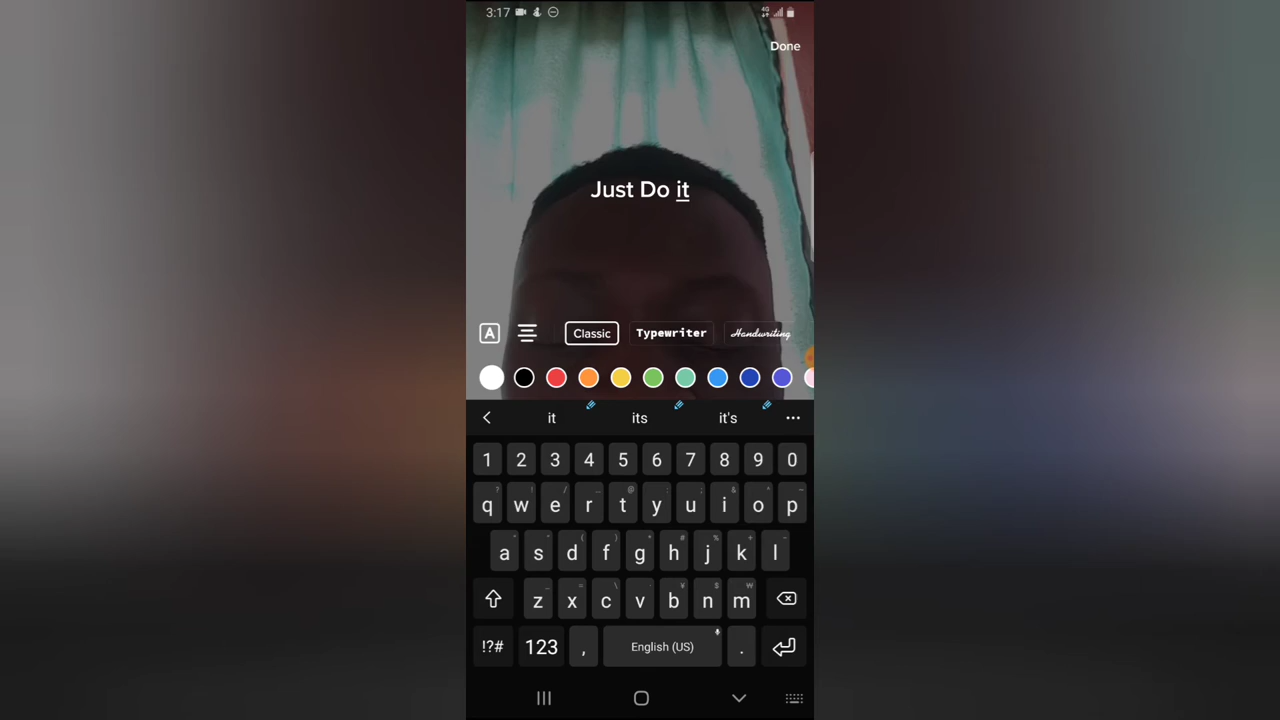 3:17 4G
Done
Just Do it
A Classic Typewriter Handwriting
it its it's
1 2 3 4 5 6 7 8 9 0
q w e r t y u i o p
a s d f g h j k l
z x c v b n m
!?# 123 , English (US) .